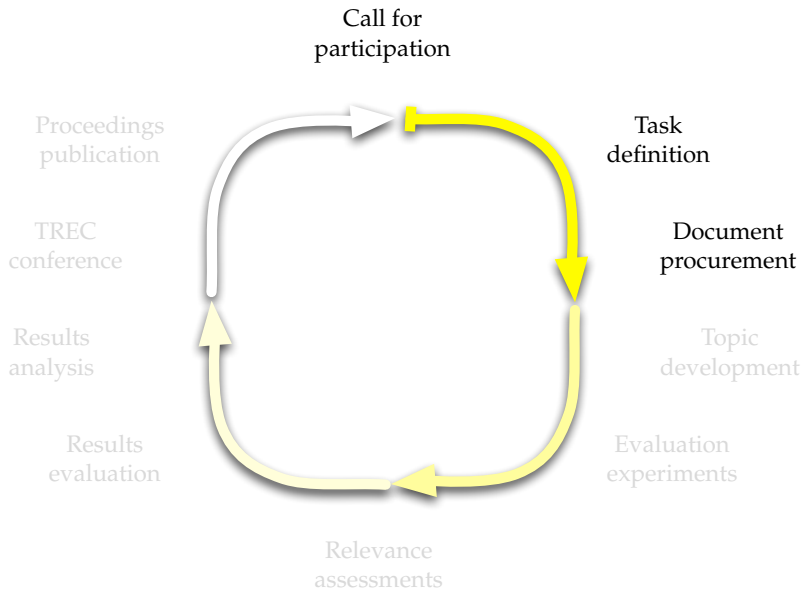 Call for
participation
Task
definition
Document
procurement
Topic
development
Evaluation
experiments
Relevance
assessments
Results
evaluation
Results
analysis
TREC
conference
Proceedings
publication